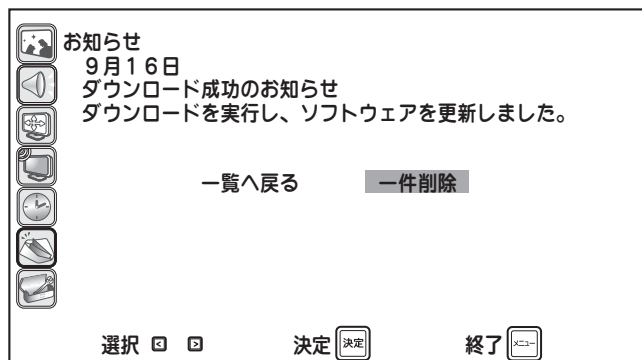 お知らせ
９月１６日
ダウンロード成功のお知らせ
ダウンロードを実行し、ソフトウェアを更新しました。
一覧へ戻る 一件削除
選択 決定 決定 終了 メニュー